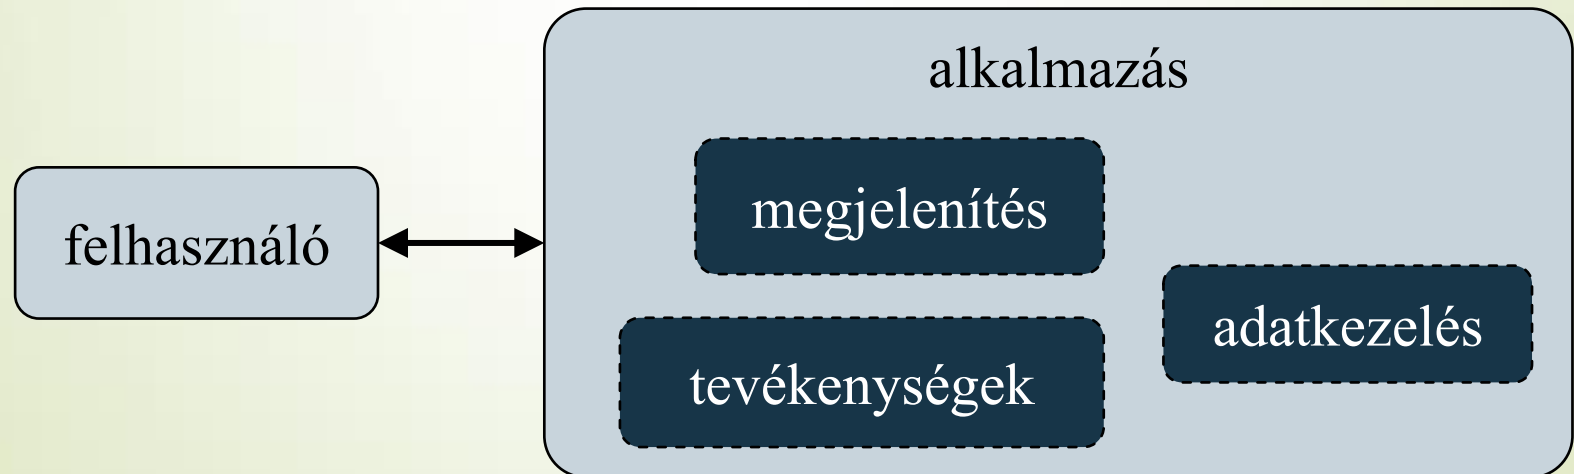 alkalmazás
megjelenítés
felhasználó
adatkezelés
tevékenységek